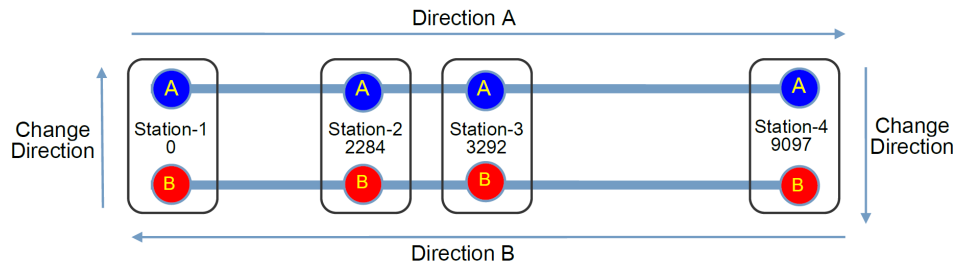 Direction A
A
A
A
A
Change
Direction
Station-1
0
Station-2
2284
Station-3
3292
Station-4
9097
Change
Direction
B
B
B
B
Direction B